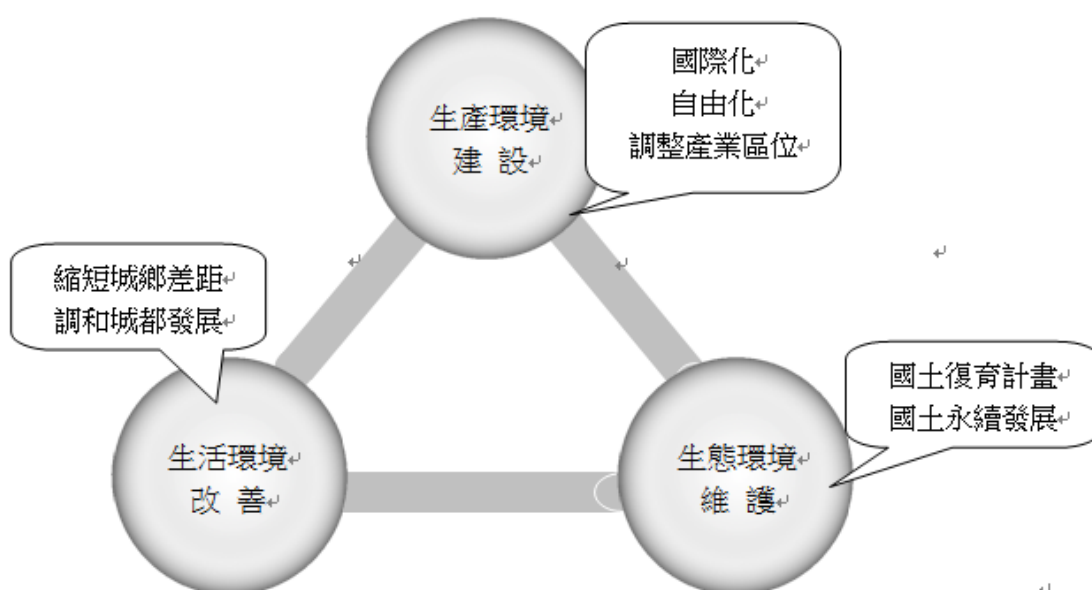 生產環境
建 設
國際化
自由化
調整產業區位
縮短城鄉差距
調和城都發展
生活環境
改 善
生態環境
維 護
國土復育計畫
國土永續發展